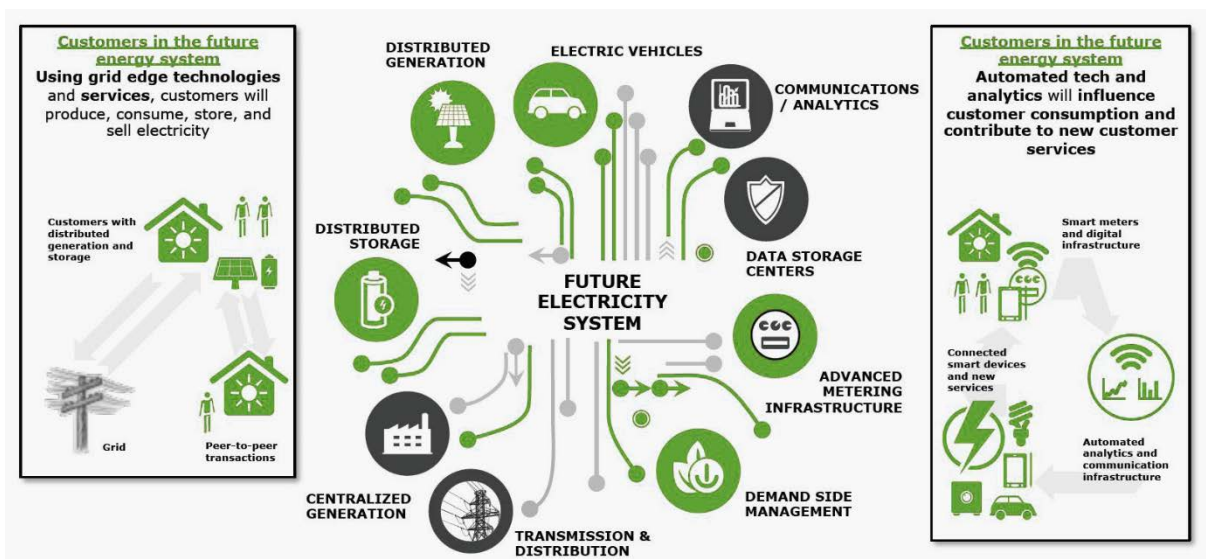 Customers in the future
energy system
Using grid edge technologies
and services, customers will
produce, consume, store, and
sell electricity
Customers with
distributed
generation and
storage
Grid
Peer-to-peer
transactions
DISTRIBUTED
GENERATION
ELECTRIC VEHICLES
COMMUNICATIONS
/ ANALYTICS
DISTRIBUTED
STORAGE
DATA STORAGE
CENTERS
FUTURE
ELECTRICITY
SYSTEM
ADVANCED
METERING
INFRASTRUCTURE
CENTRALIZED
GENERATION
TRANSMISSION &
DISTRIBUTION
DEMAND SIDE
MANAGEMENT
Customers in the future
energy system
Automated tech and
analytics will influence
customer consumption and
contribute to new customer
services
Smart meters
and digital
infrastructure
Connected
smart devices
and new
services
Automated
analytics and
communication
infrastructure